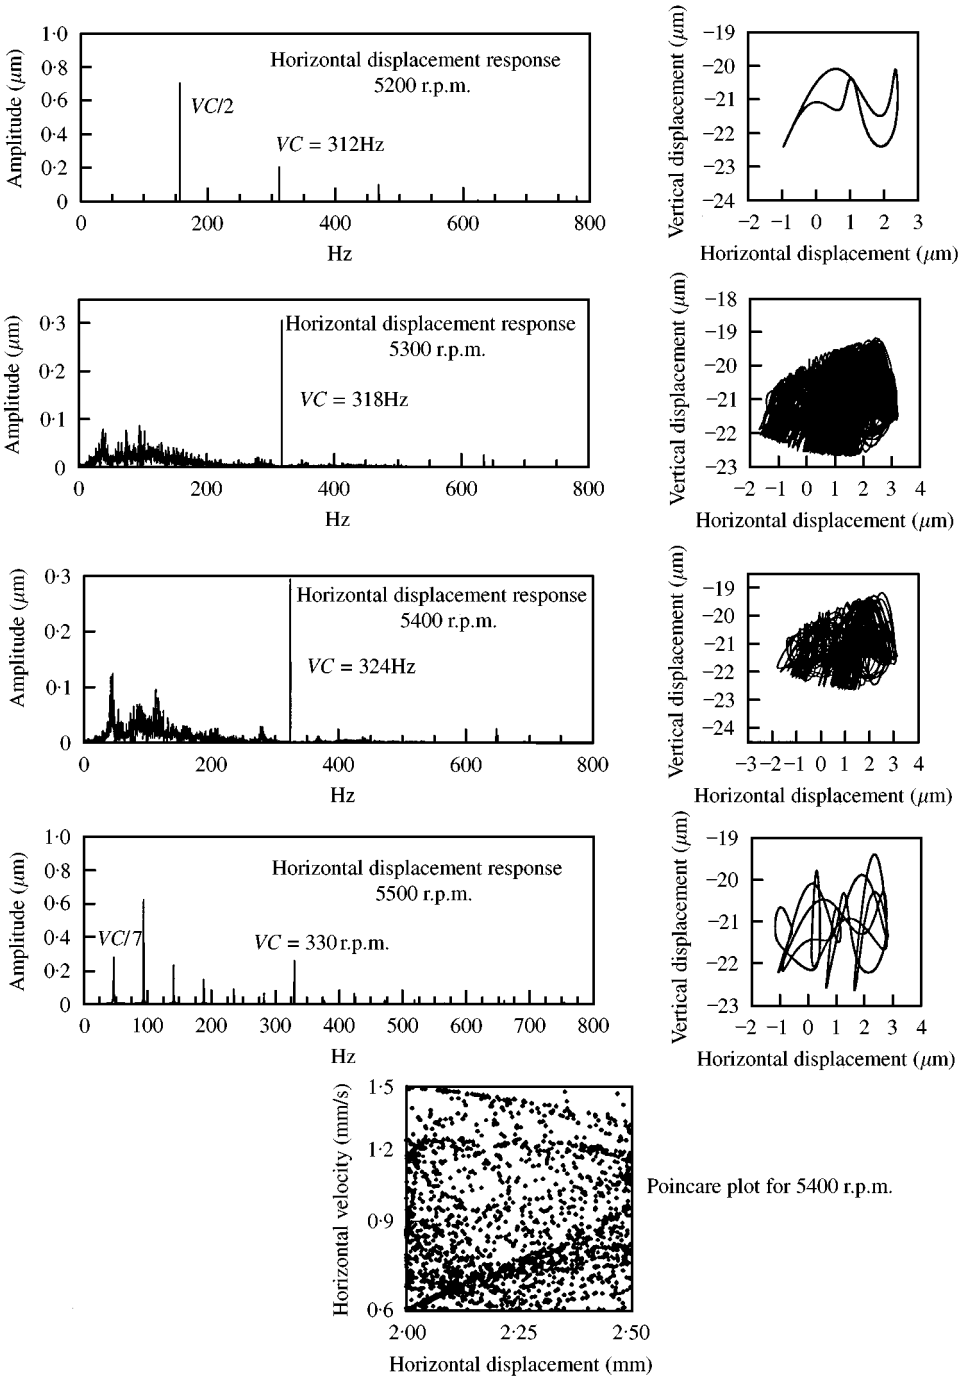 1·0
0·8
0·6
0·4
0·2
0
Amplitude (μm)
Horizontal displacement response
5200 r.p.m.
VC/2
VC = 312Hz
0 200 400 600 800
Hz
−19
−20
−21
−22
−23
−24
Vertical displacement (μm)
−2 −1 0 1 2 3
Horizontal displacement (μm)
0·3
0·2
0·1
0
Amplitude (μm)
Horizontal displacement response
5300 r.p.m.
VC = 318Hz
0 200 400 600 800
Hz
−18
−19
−20
−21
−22
−23
Vertical displacement (μm)
−2 −1 0 1 2 3 4
Horizontal displacement (μm)
0·3
0·2
0·1
0
Amplitude (μm)
Horizontal displacement response
5400 r.p.m.
VC = 324Hz
0 200 400 600 800
Hz
−19
−20
−21
−22
−23
−24
Vertical displacement (μm)
−3 −2 −1 0 1 2 3 4
Horizontal displacement (μm)
1·0
0·8
0·6
0·4
0·2
0
Amplitude (μm)
Horizontal displacement response
5500 r.p.m.
VC/7
VC = 330 r.p.m.
0 100 200 300 400 500 600 700 800
Hz
−19
−20
−21
−22
−23
Vertical displacement (μm)
−2 −1 0 1 2 3 4
Horizontal displacement (μm)
1·5
1·2
0·9
0·6
Horizontal velocity (mm/s)
Poincare plot for 5400 r.p.m.
2·00 2·25 2·50
Horizontal displacement (mm)